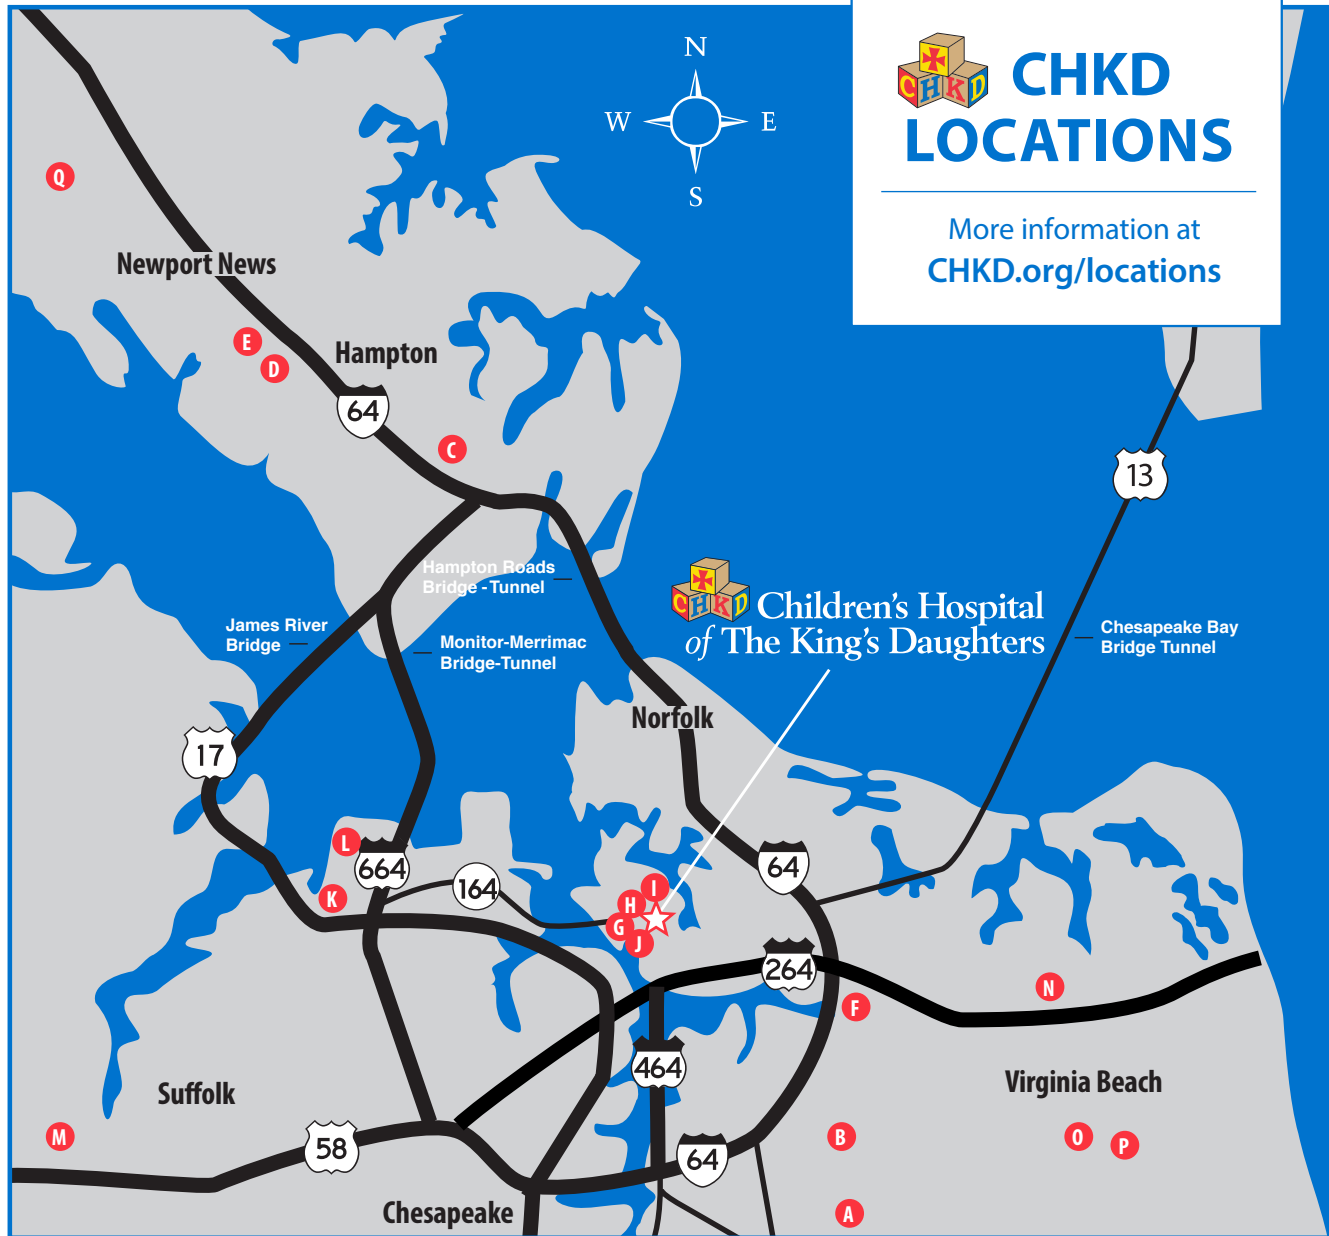 CHKD
CHKD
LOCATIONS
More information at
CHKD.org/locations
N
W
E
S
Q
Newport News
E
D
Hampton
64
C
13
Hampton Roads
Bridge - Tunnel
James River
Bridge
Monitor-Merrimac
Bridge-Tunnel
CHKD
Children's Hospital
of The King's Daughters
Chesapeake Bay
Bridge Tunnel
Norfolk
17
L
664
164
64
K
I
H
G
J
264
N
F
464
Virginia Beach
Suffolk
M
58
64
B
O
P
Chesapeake
A